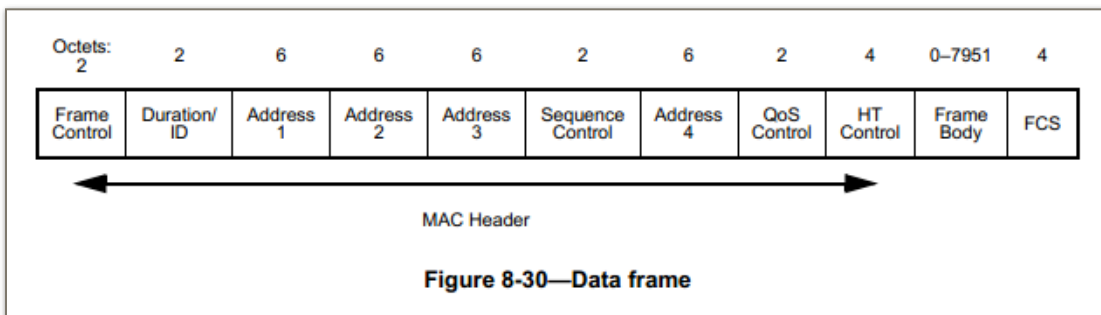 Octets:
2 2 6 6 6 2 6 2 4 0–7951 4
Frame Control Duration/ ID Address 1 Address 2 Address 3 Sequence Control Address 4 QoS Control HT Control Frame Body FCS
MAC Header
Figure 8-30—Data frame